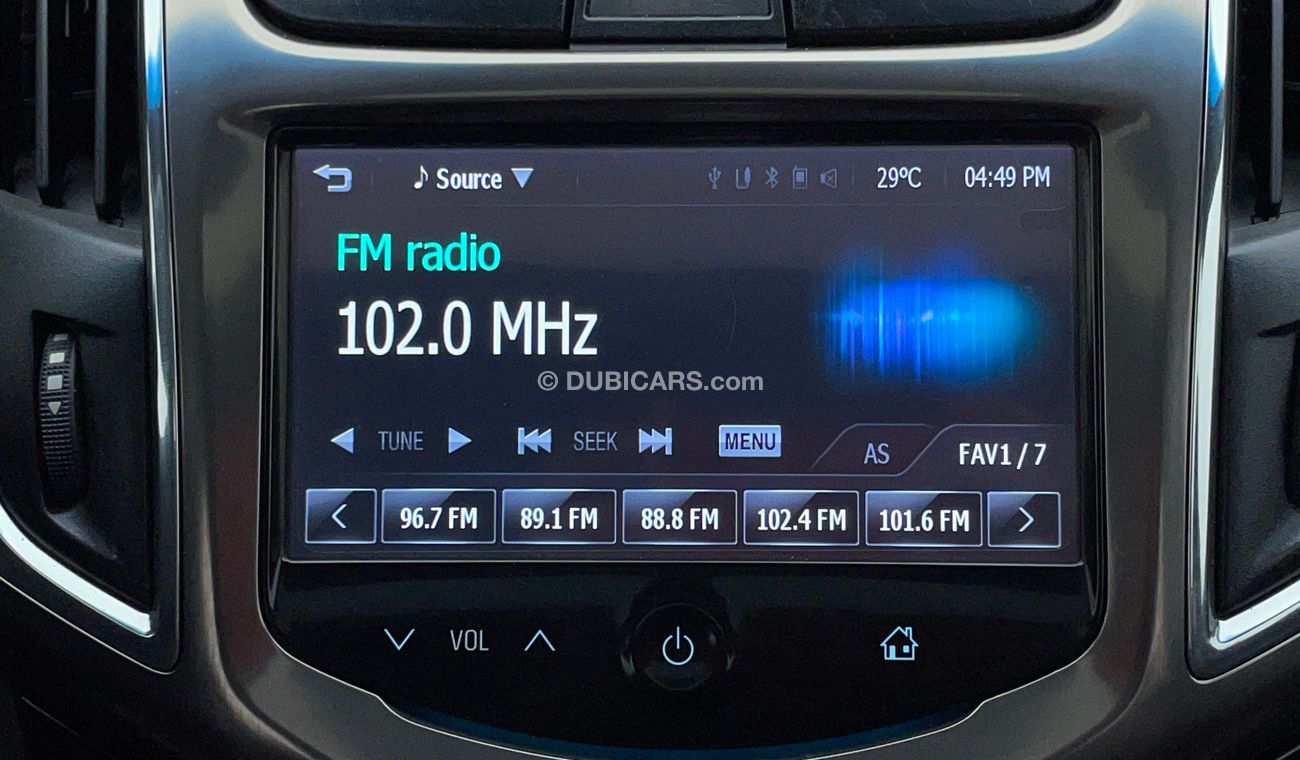 Source 29ºC 04:49 PM
FM radio
102.0 MHz
© DUBICARS.com
TUNE SEEK MENU AS FAV1 / 7
96.7 FM 89.1 FM 88.8 FM 102.4 FM 101.6 FM
VOL